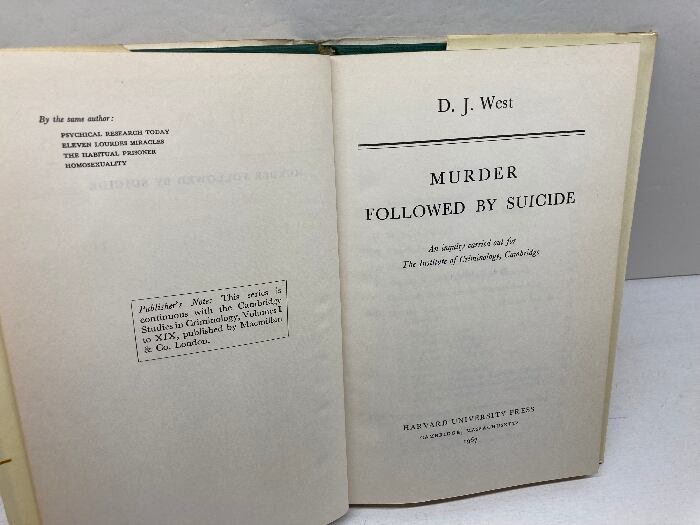 By the same author:
PSYCHICAL RESEARCH TODAY
ELEVEN LOURDES MIRACLES
THE HABITUAL PRISONER
HOMOSEXUALITY
Publisher's Note: This series is
continuous with the Cambridge
Studies in Criminology, Volumes I
to XIX, published by Macmillan
& Co. London.
D. J. West
MURDER
FOLLOWED BY SUICIDE
An inquiry carried out for
The Institute of Criminology, Cambridge
HARVARD UNIVERSITY PRESS
CAMBRIDGE, MASSACHUSETTS
1967